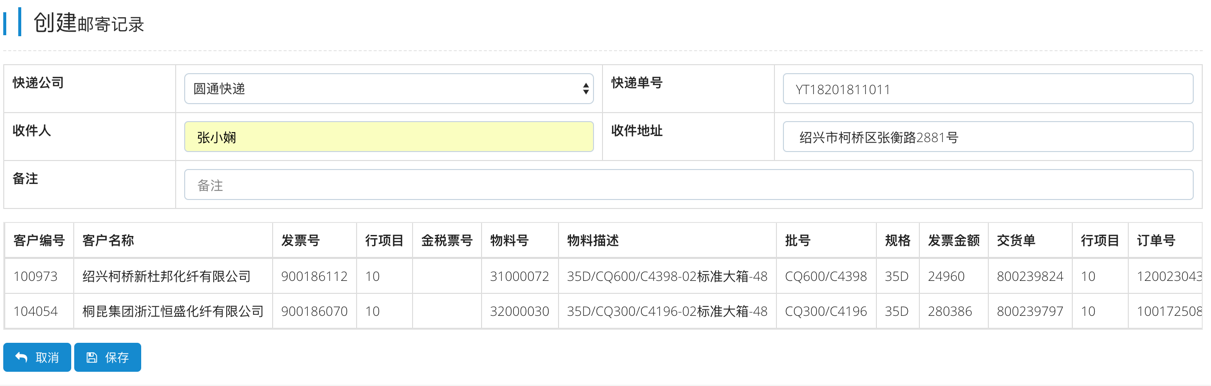 创建邮寄记录
快递公司 圆通快递 快递单号 YT18201811011
收件人 张小娴 收件地址 绍兴市柯桥区张衡路2881号
备注 备注
客户编号 客户名称 发票号 行项目 金税票号 物料号 物料描述 批号 规格 发票金额 交货单 行项目 订单号
100973 绍兴柯桥新杜邦化纤有限公司 900186112 10 31000072 35D/CQ600/C4398-02标准大箱-48 CQ600/C4398 35D 24960 800239824 10 120023043
104054 桐昆集团浙江恒盛化纤有限公司 900186070 10 32000030 35D/CQ300/C4196-02标准大箱-48 CQ300/C4196 35D 280386 800239797 10 100172508
取消 保存